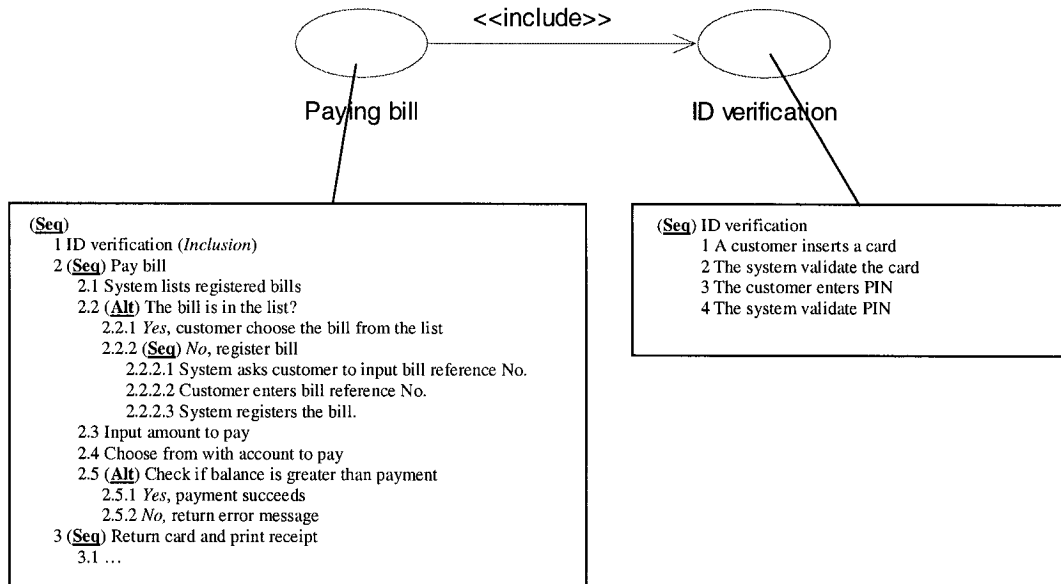 <<include>>
Paying bill
ID verification
(Seq)
1 ID verification (Inclusion)
2 (Seq) Pay bill
2.1 System lists registered bills
2.2 (Alt) The bill is in the list?
2.2.1 Yes, customer choose the bill from the list
2.2.2 (Seq) No, register bill
2.2.2.1 System asks customer to input bill reference No.
2.2.2.2 Customer enters bill reference No.
2.2.2.3 System registers the bill.
2.3 Input amount to pay
2.4 Choose from with account to pay
2.5 (Alt) Check if balance is greater than payment
2.5.1 Yes, payment succeeds
2.5.2 No, return error message
3 (Seq) Return card and print receipt
3.1 …
(Seq) ID verification
1 A customer inserts a card
2 The system validate the card
3 The customer enters PIN
4 The system validate PIN